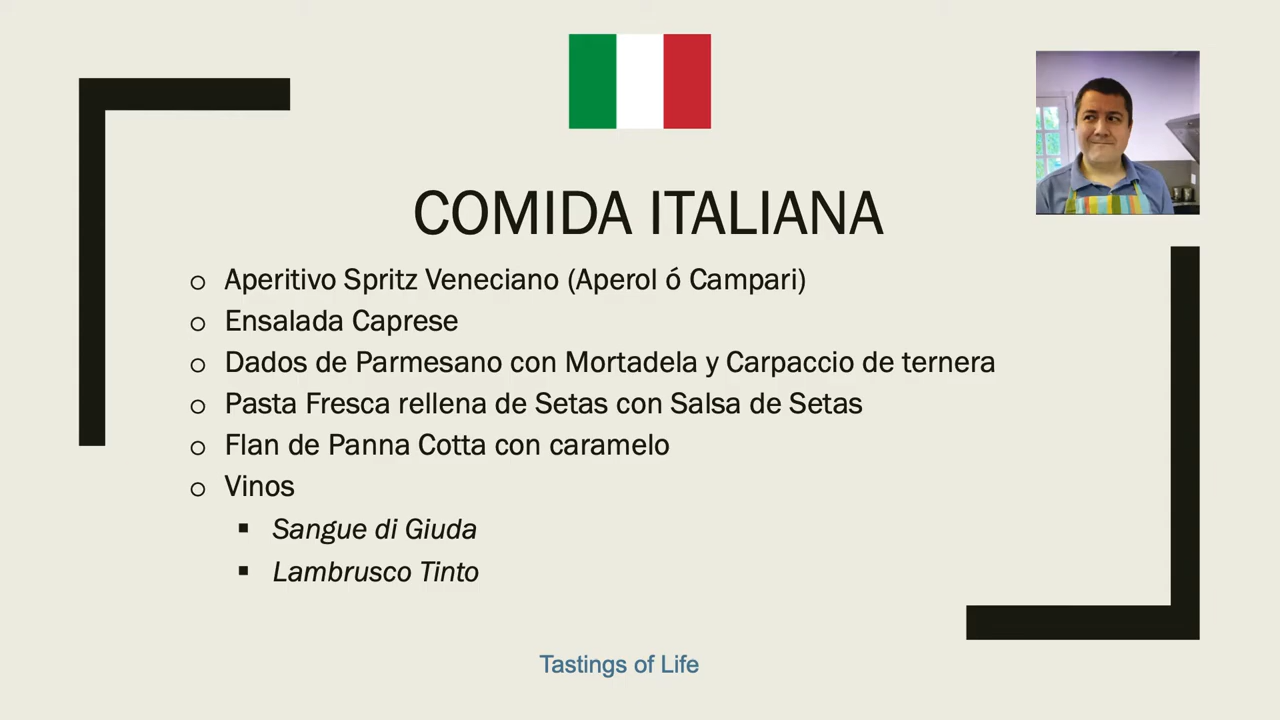 COMIDA ITALIANA
Aperitivo Spritz Veneciano (Aperol ó Campari)
Ensalada Caprese
Dados de Parmesano con Mortadela y Carpaccio de ternera
Pasta Fresca rellena de Setas con Salsa de Setas
Flan de Panna Cotta con caramelo
Vinos
Sangue di Giuda
Lambrusco Tinto
Tastings of Life